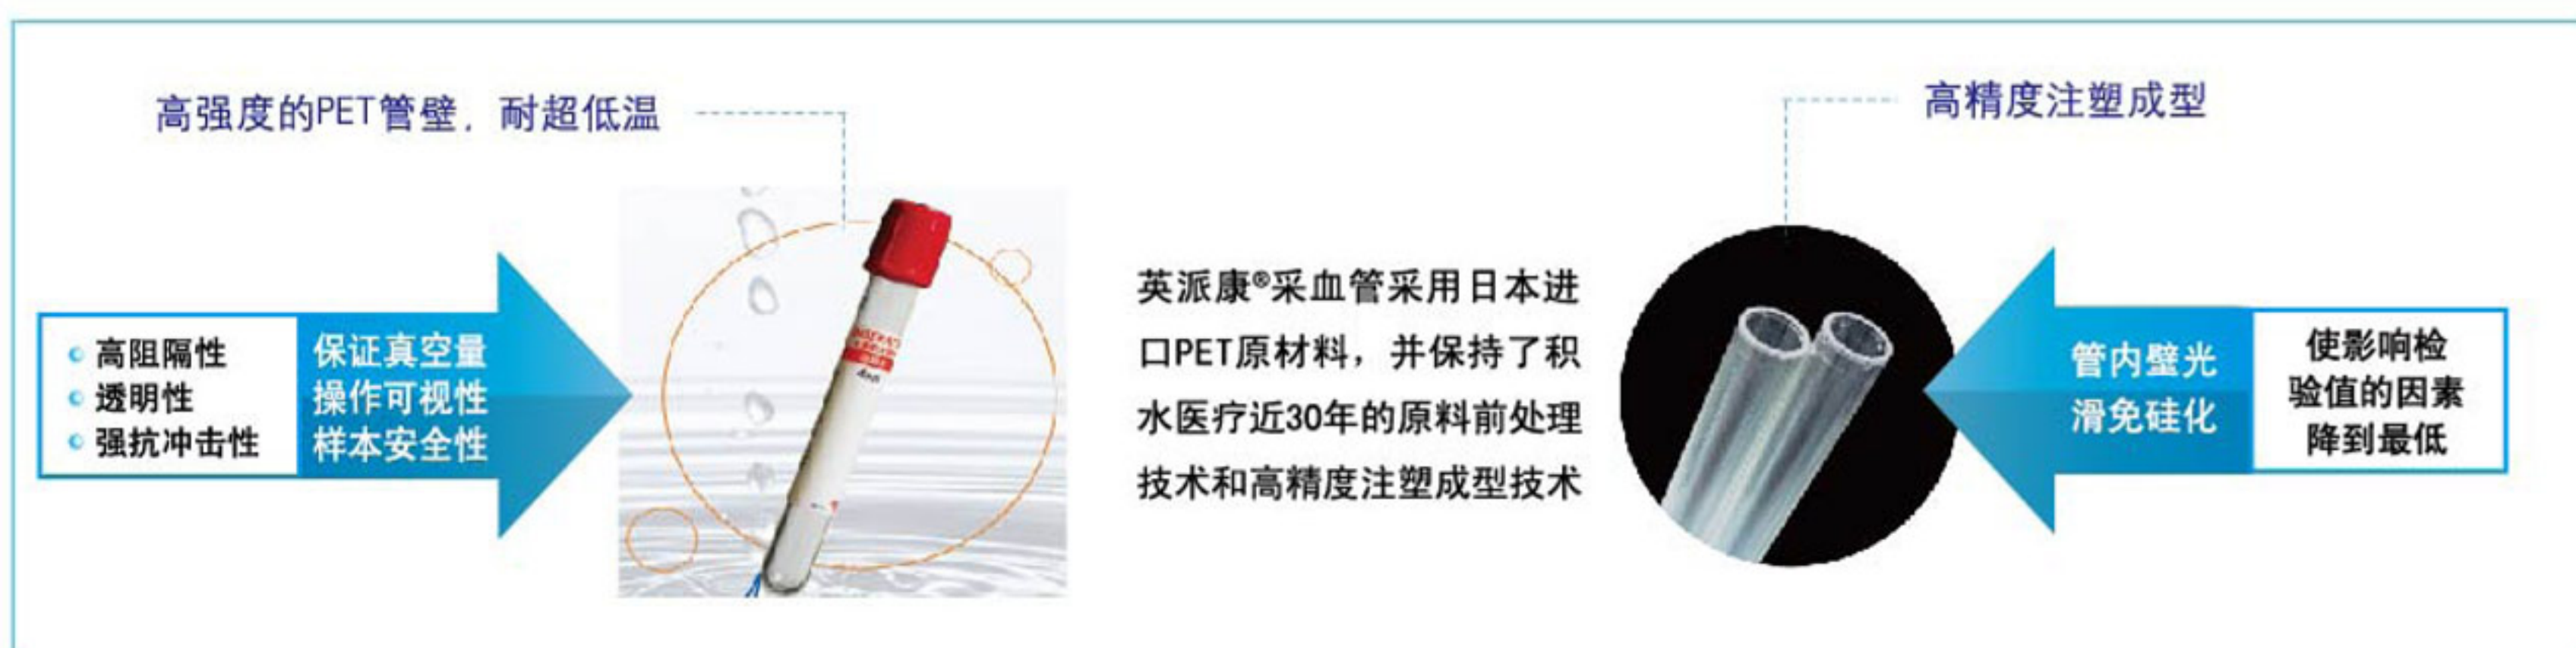 高强度的PET管壁，耐超低温
高精度注塑成型
高阻隔性
透明性
强抗冲击性
保证真空量
操作可视性
样本安全性
英派康®采血管采用日本进
口PET原材料，并保持了积
水医疗近30年的原料前处理
技术和高精度注塑成型技术
管内壁光
滑免硅化
使影响检
验值的因素
降到最低